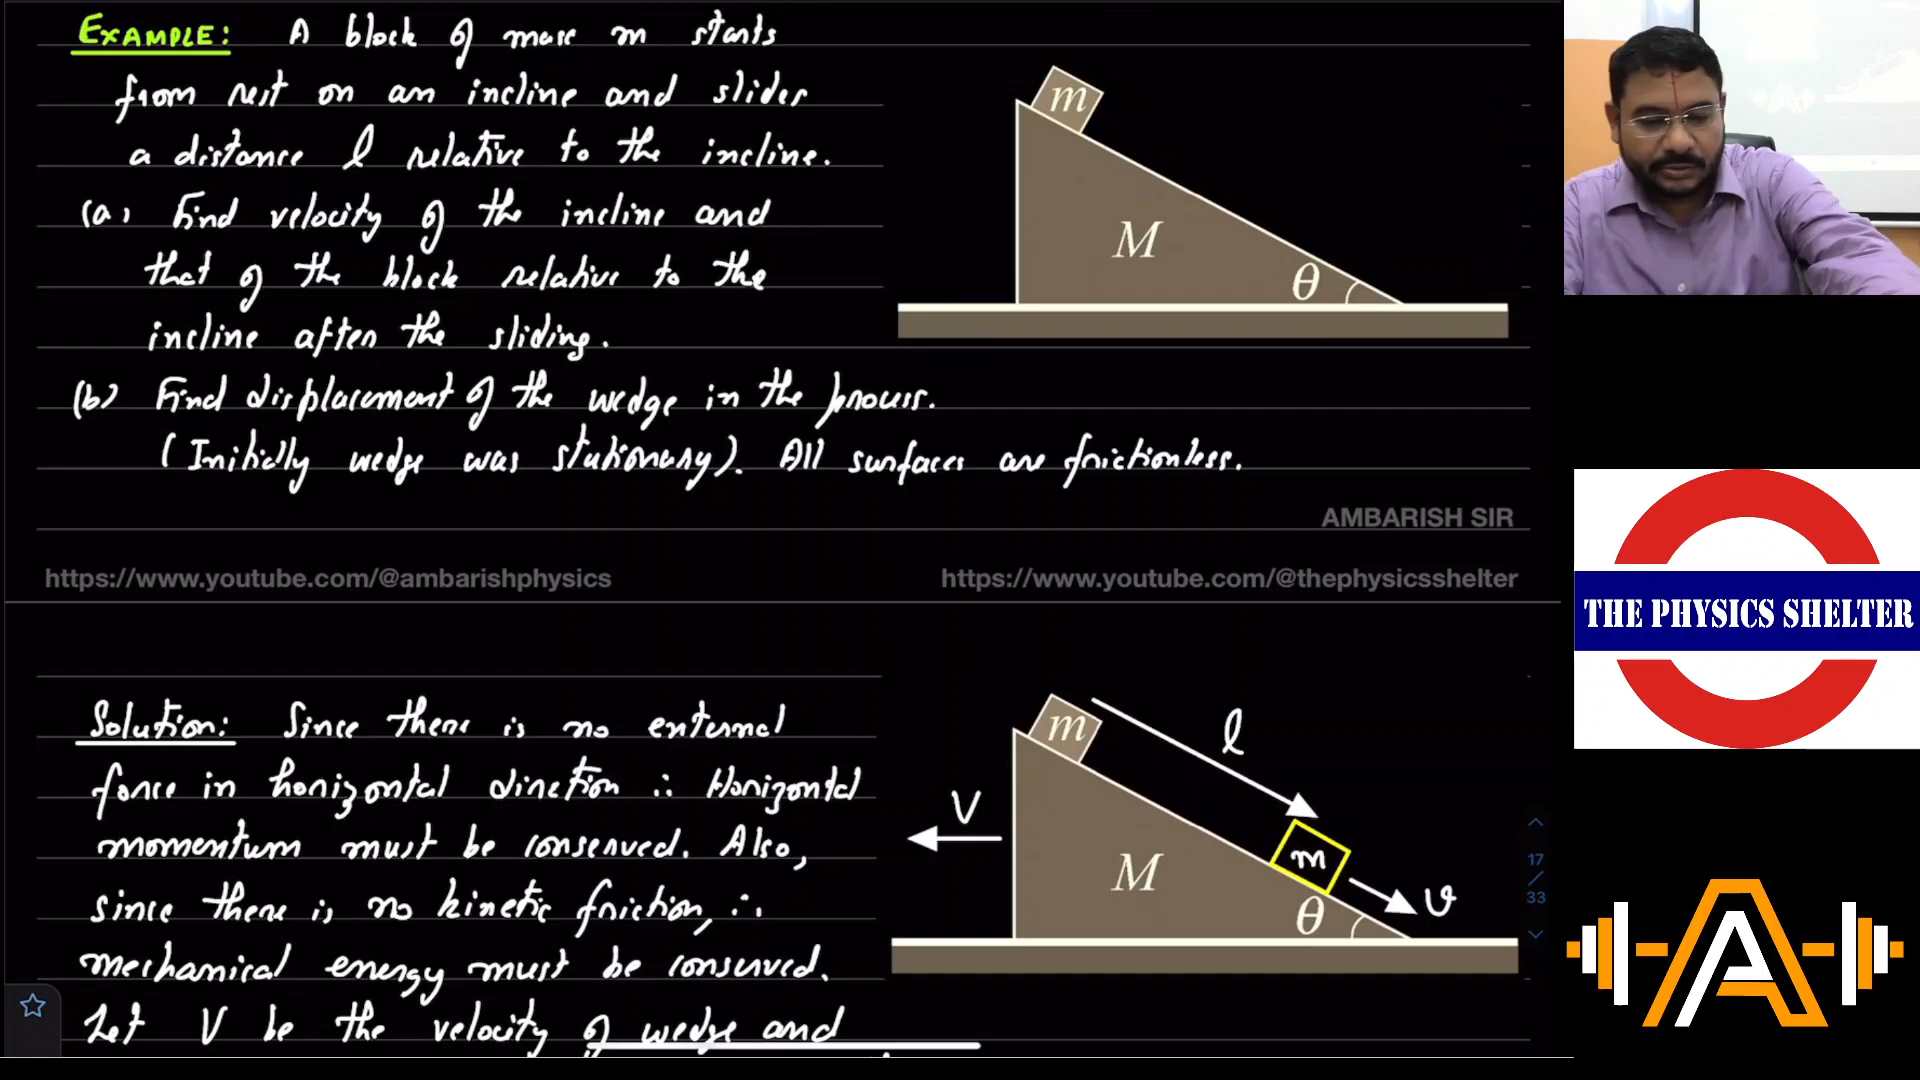 EXAMPLE: A block of mass m starts
from rest on an incline and slides
a distance l relative to the incline.
(a) Find velocity of the incline and
that of the block relative to the
incline after the sliding.
(b) Find displacement of the wedge in the process.
(Initially wedge was stationary). All surfaces are frictionless.
m
M
θ
AMBARISH SIR
https://www.youtube.com/@ambarishphysics
https://www.youtube.com/@thephysicsshelter
THE PHYSICS SHELTER
Solution: Since there is no external
force in horizontal direction ∴ Horizontal
momentum must be conserved. Also,
since there is no kinetic friction, ∴
mechanical energy must be conserved.
Let V be the velocity of wedge and
m
l
V
M
m
θ
v
17
/
33
A